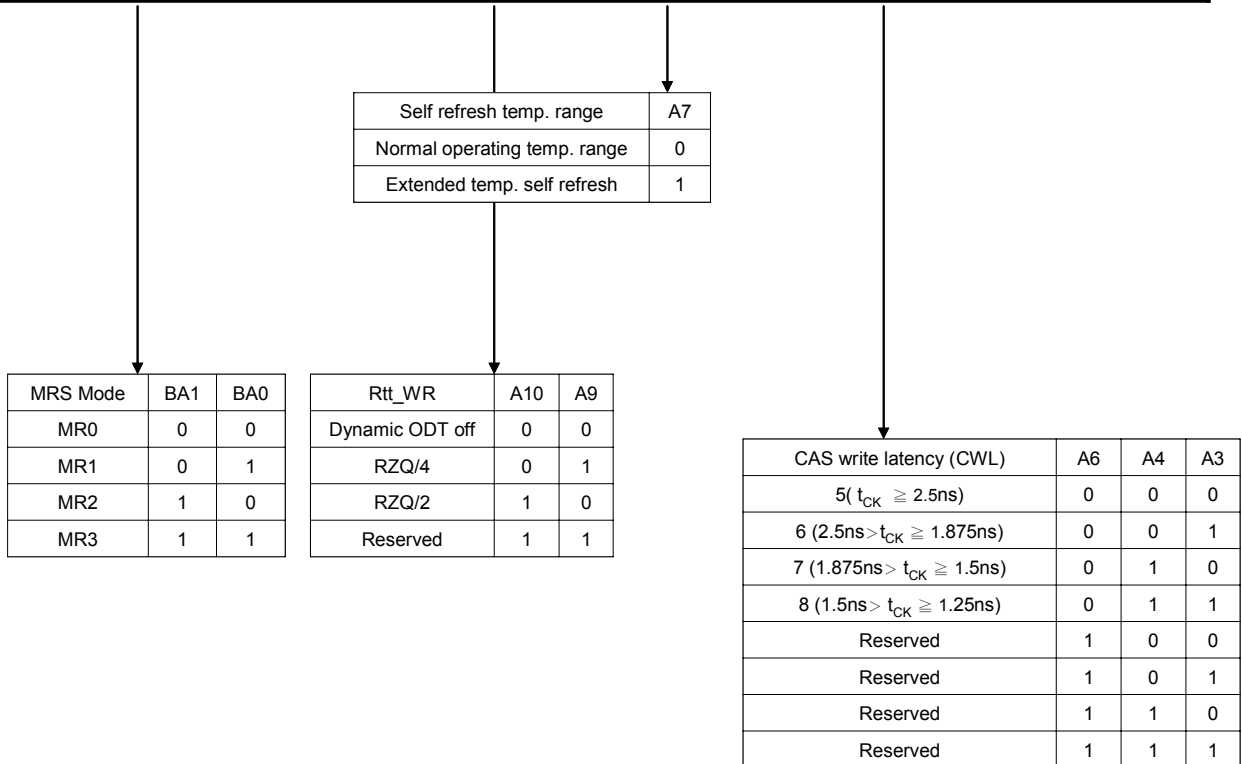 Self refresh temp. range A7
Normal operating temp. range 0
Extended temp. self refresh 1
MRS Mode BA1 BA0
MR0 0 0
MR1 0 1
MR2 1 0
MR3 1 1
Rtt_WR A10 A9
Dynamic ODT off 0 0
RZQ/4 0 1
RZQ/2 1 0
Reserved 1 1
CAS write latency (CWL) A6 A4 A3
5( tCK ≧ 2.5ns) 0 0 0
6 (2.5ns>tCK ≧ 1.875ns) 0 0 1
7 (1.875ns> tCK ≧ 1.5ns) 0 1 0
8 (1.5ns> tCK ≧ 1.25ns) 0 1 1
Reserved 1 0 0
Reserved 1 0 1
Reserved 1 1 0
Reserved 1 1 1